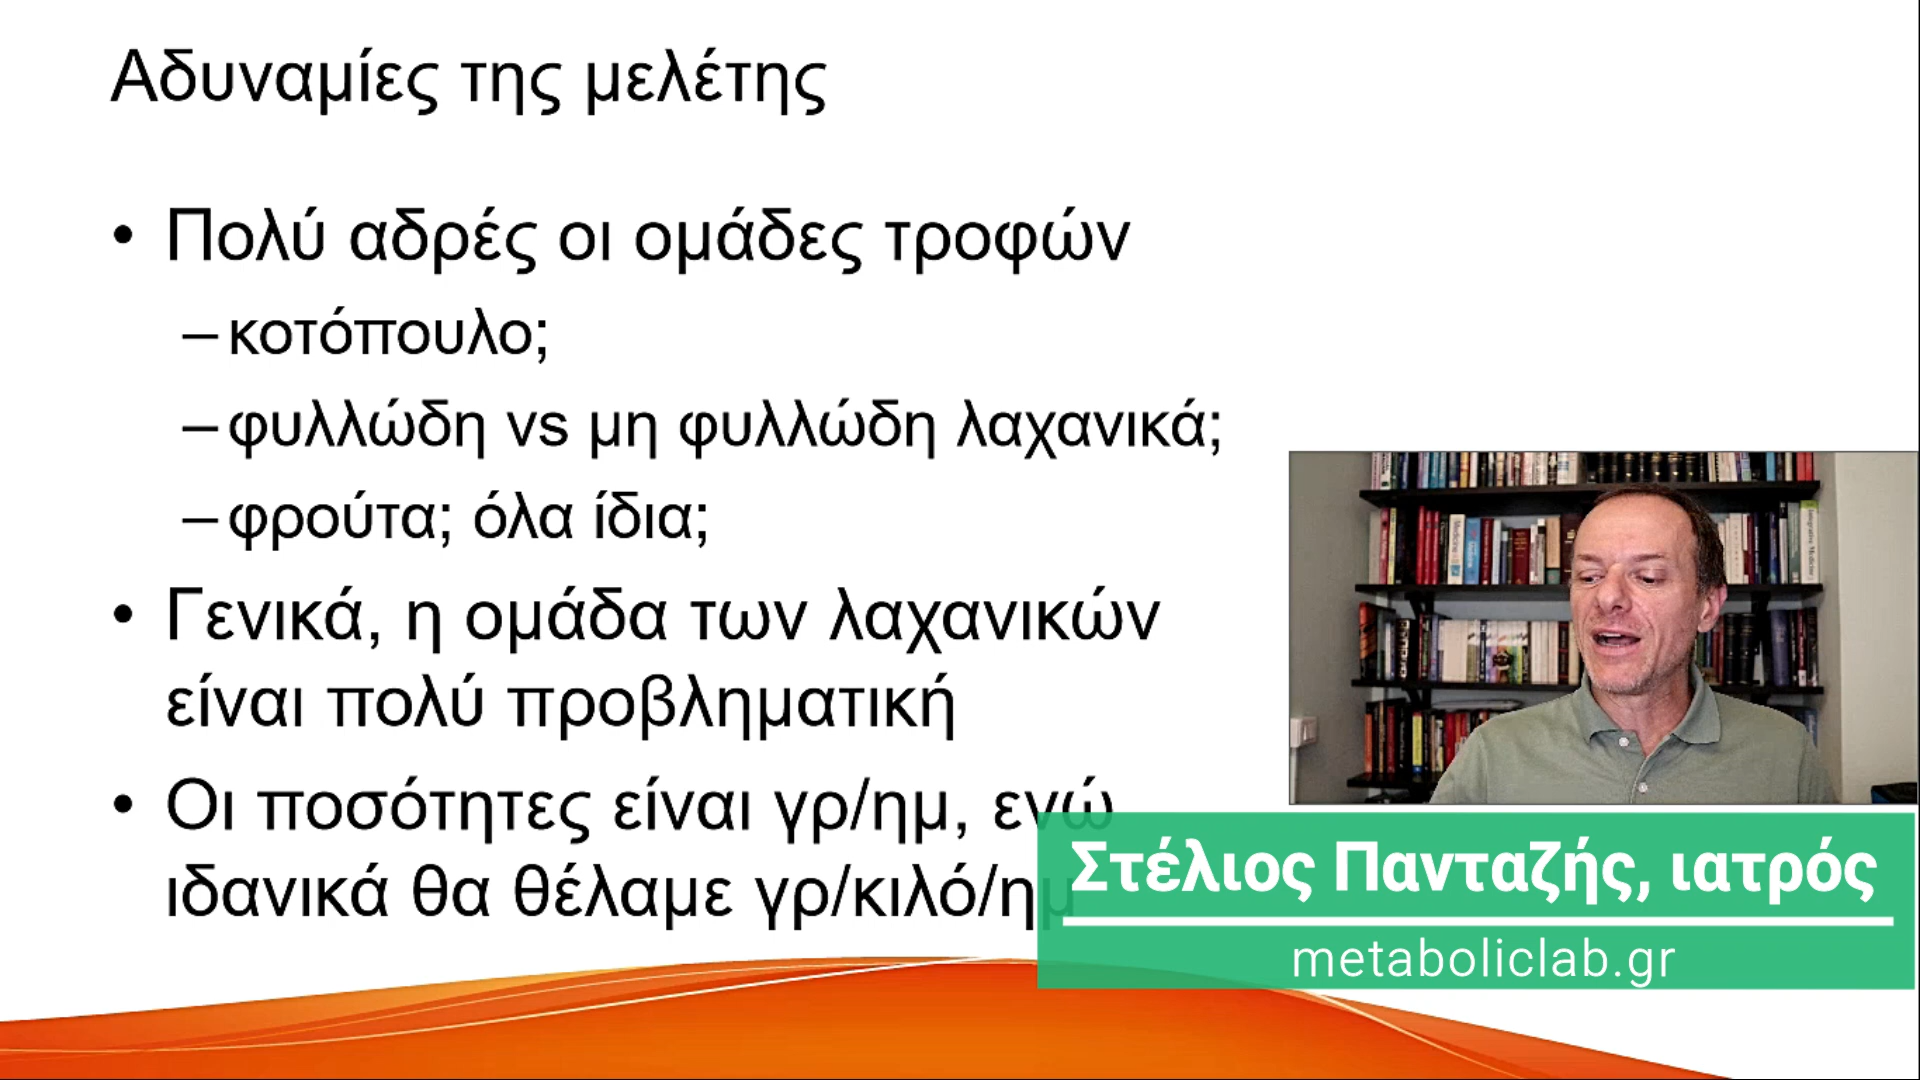 Αδυναμίες της μελέτης
• Πολύ αδρές οι ομάδες τροφών
– κοτόπουλο;
– φυλλώδη vs μη φυλλώδη λαχανικά;
– φρούτα; όλα ίδια;
• Γενικά, η ομάδα των λαχανικών
είναι πολύ προβληματική
• Οι ποσότητες είναι γρ/ημ, ενώ
ιδανικά θα θέλαμε γρ/κιλό/ημ
Στέλιος Πανταζής, ιατρός
metaboliclab.gr